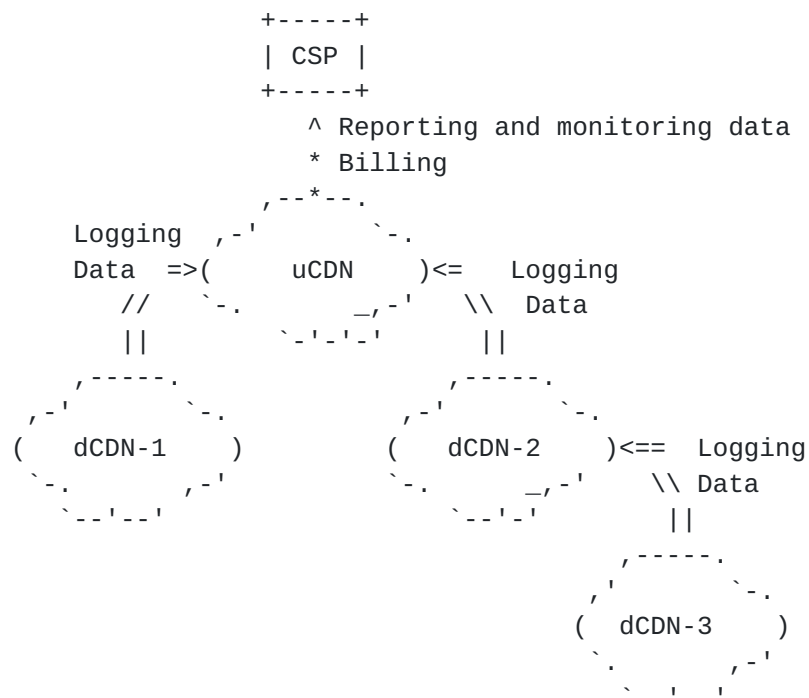 CSP
Reporting and monitoring data
Billing
Logging
Data uCDN Logging
Data
dCDN-1 dCDN-2 Logging
Data
dCDN-3